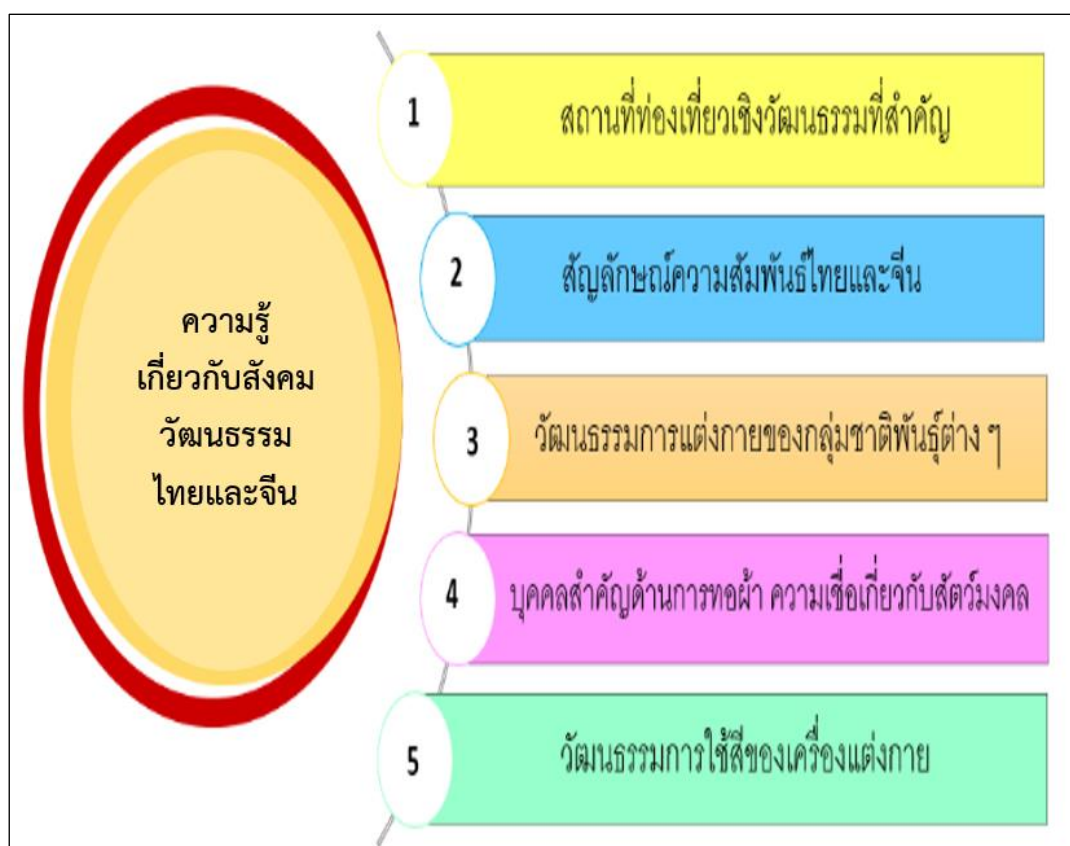 ความรู้
เกี่ยวกับสังคม
วัฒนธรรม
ไทยและจีน
1
สถานที่ท่องเที่ยวเชิงวัฒนธรรมที่สำคัญ
2
สัญลักษณ์ความสัมพันธ์ไทยและจีน
3
วัฒนธรรมการแต่งกายของกลุ่มชาติพันธุ์ต่าง ๆ
4
บุคคลสำคัญด้านการทอผ้า ความเชื่อเกี่ยวกับสัตว์มงคล
5
วัฒนธรรมการใช้สีของเครื่องแต่งกาย